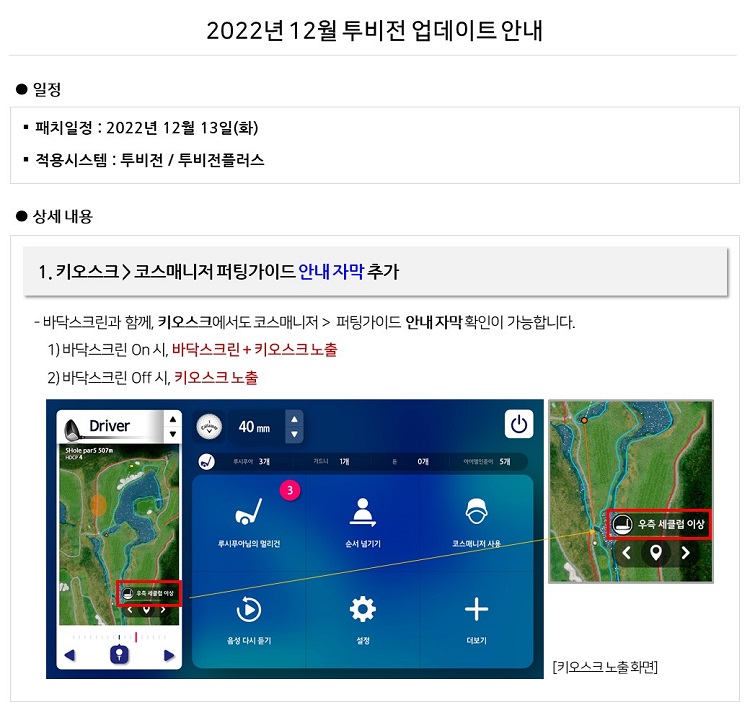 2022년 12월 투비전 업데이트 안내
● 일정
▪ 패치일정 : 2022년 12월 13일(화)
▪ 적용시스템 : 투비전 / 투비전플러스
● 상세 내용
1. 키오스크 > 코스매니저 퍼팅가이드 안내 자막 추가
- 바닥스크린과 함께, 키오스크에서도 코스매니저 > 퍼팅가이드 안내 자막 확인이 가능합니다.
1) 바닥스크린 On 시, 바닥스크린 + 키오스크 노출
2) 바닥스크린 Off 시, 키오스크 노출
Driver
5Hole par5 507m
HDCP 4
우측 세클럽 이상
Callaway
40 mm
루시푸아 3개
가드니 1개
든 0개
아이엠민준이 5개
3
루시푸아님의 멀리건
순서 넘기기
코스매니저 사용
음성 다시 듣기
설정
더보기
우측 세클럽 이상
[키오스크 노출 화면]